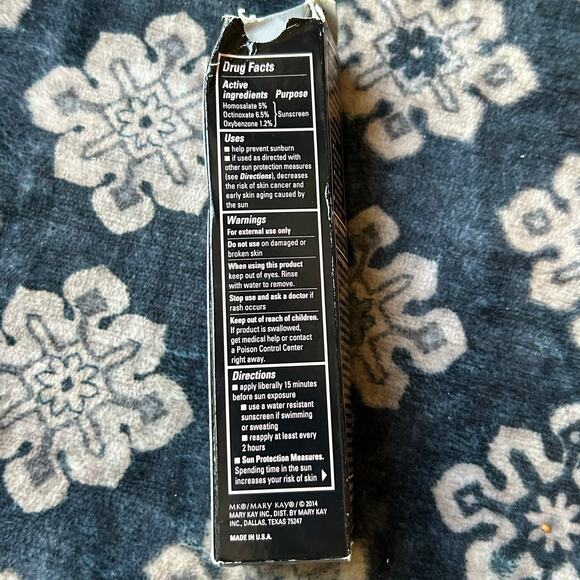 Drug Facts
Active
ingredients Purpose
Homosalate 5%
Octinoxate 6.5% Sunscreen
Oxybenzone 1.2%
Uses
■ help prevent sunburn
■ if used as directed with
other sun protection measures
(see Directions), decreases
the risk of skin cancer and
early skin aging caused by
the sun
Warnings
For external use only
Do not use on damaged or
broken skin
When using this product
keep out of eyes. Rinse
with water to remove.
Stop use and ask a doctor if
rash occurs
Keep out of reach of children.
If product is swallowed,
get medical help or contact
a Poison Control Center
right away.
Directions
■ apply liberally 15 minutes
before sun exposure
■ use a water resistant
sunscreen if swimming
or sweating
■ reapply at least every
2 hours
■ Sun Protection Measures.
Spending time in the sun
increases your risk of skin
MK®/MARY KAY®/©2014
MARY KAY INC., DIST. BY MARY KAY
INC., DALLAS, TEXAS 75247
MADE IN U.S.A.